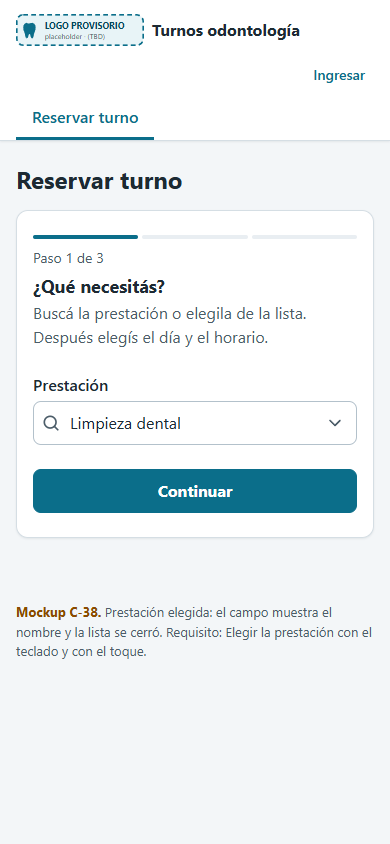 LOGO PROVISORIO
placeholder · (TBD)
Turnos odontología
Ingresar
Reservar turno
Reservar turno
Paso 1 de 3
¿Qué necesitás?
Buscá la prestación o elegila de la lista.
Después elegís el día y el horario.
Prestación
Limpieza dental
Continuar
Mockup C-38. Prestación elegida: el campo muestra el
nombre y la lista se cerró. Requisito: Elegir la prestación con el
teclado y con el toque.